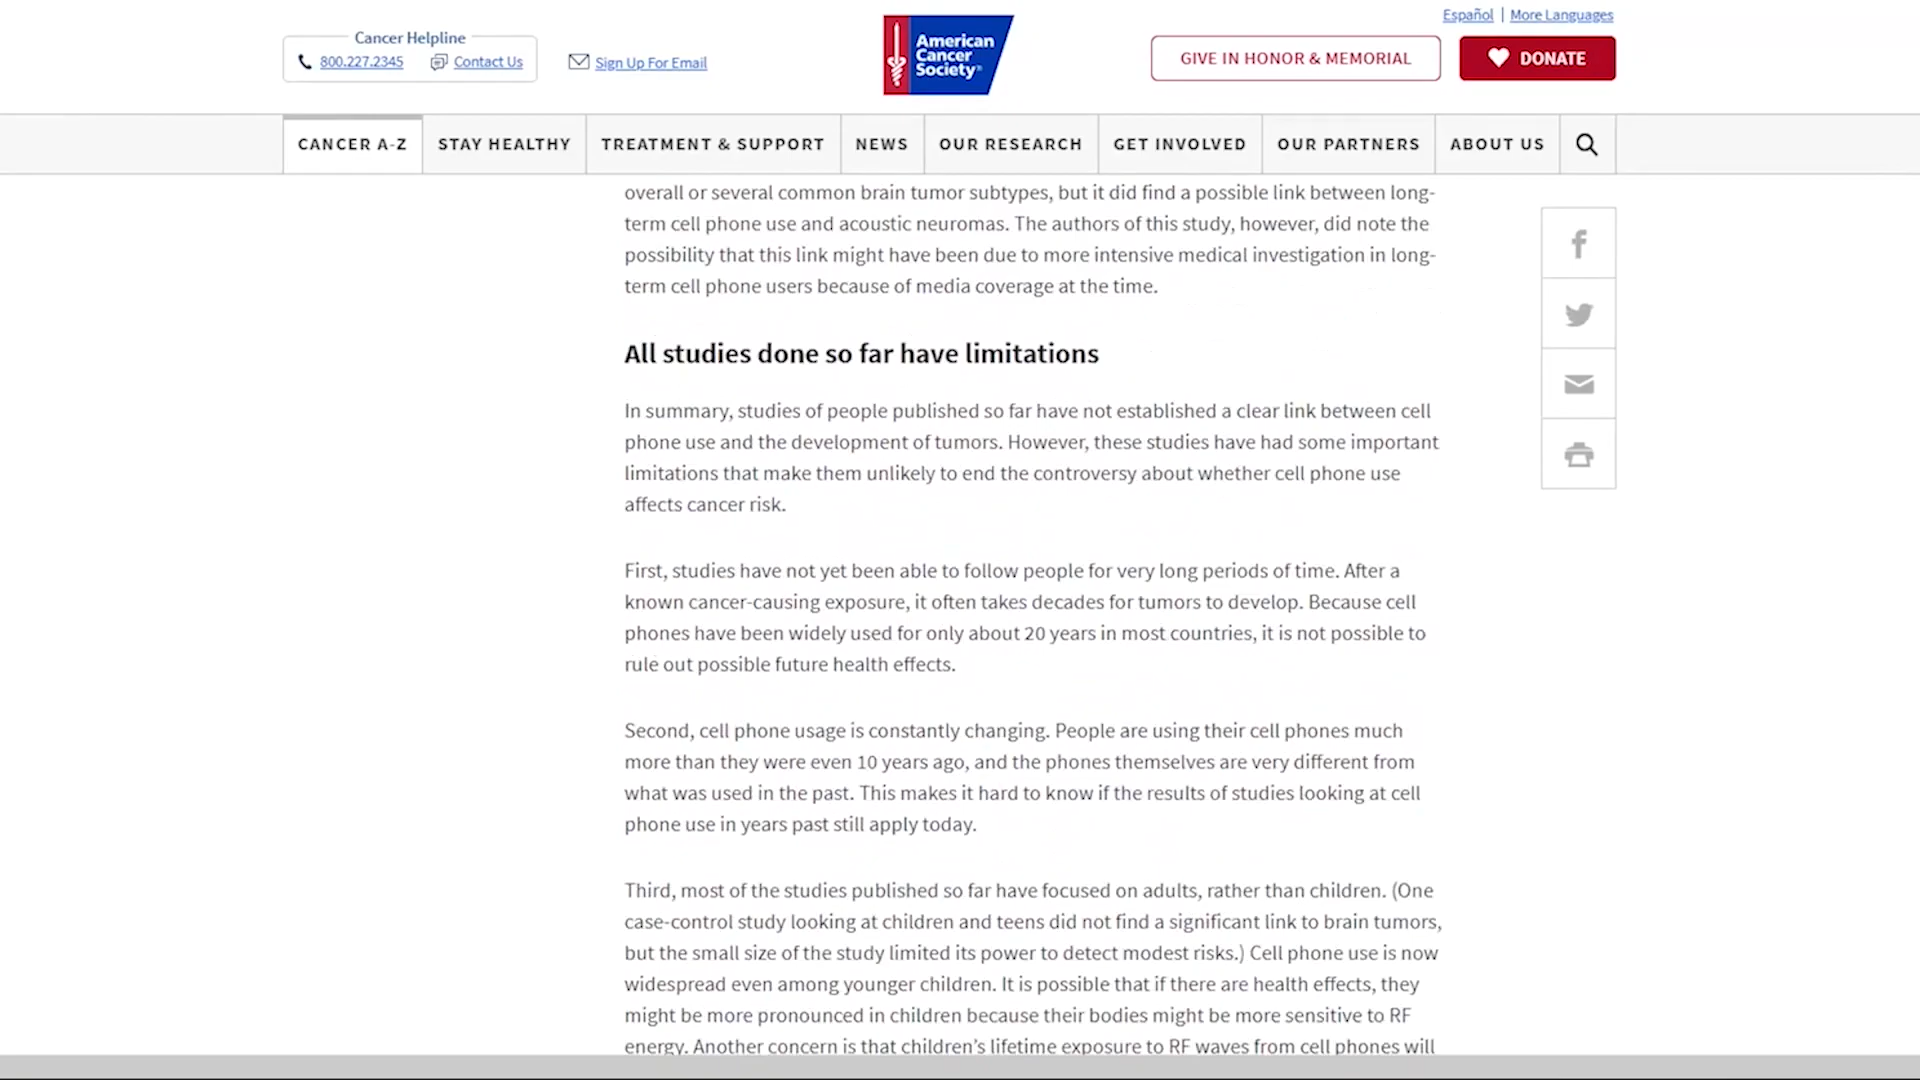 Español | More Languages
Cancer Helpline
800.227.2345 Contact Us
Sign Up For Email
American
Cancer
Society®
GIVE IN HONOR & MEMORIAL
DONATE
CANCER A-Z STAY HEALTHY TREATMENT & SUPPORT NEWS OUR RESEARCH GET INVOLVED OUR PARTNERS ABOUT US
overall or several common brain tumor subtypes, but it did find a possible link between long-
term cell phone use and acoustic neuromas. The authors of this study, however, did note the
possibility that this link might have been due to more intensive medical investigation in long-
term cell phone users because of media coverage at the time.
All studies done so far have limitations
In summary, studies of people published so far have not established a clear link between cell
phone use and the development of tumors. However, these studies have had some important
limitations that make them unlikely to end the controversy about whether cell phone use
affects cancer risk.
First, studies have not yet been able to follow people for very long periods of time. After a
known cancer-causing exposure, it often takes decades for tumors to develop. Because cell
phones have been widely used for only about 20 years in most countries, it is not possible to
rule out possible future health effects.
Second, cell phone usage is constantly changing. People are using their cell phones much
more than they were even 10 years ago, and the phones themselves are very different from
what was used in the past. This makes it hard to know if the results of studies looking at cell
phone use in years past still apply today.
Third, most of the studies published so far have focused on adults, rather than children. (One
case-control study looking at children and teens did not find a significant link to brain tumors,
but the small size of the study limited its power to detect modest risks.) Cell phone use is now
widespread even among younger children. It is possible that if there are health effects, they
might be more pronounced in children because their bodies might be more sensitive to RF
energy. Another concern is that children's lifetime exposure to RF waves from cell phones will